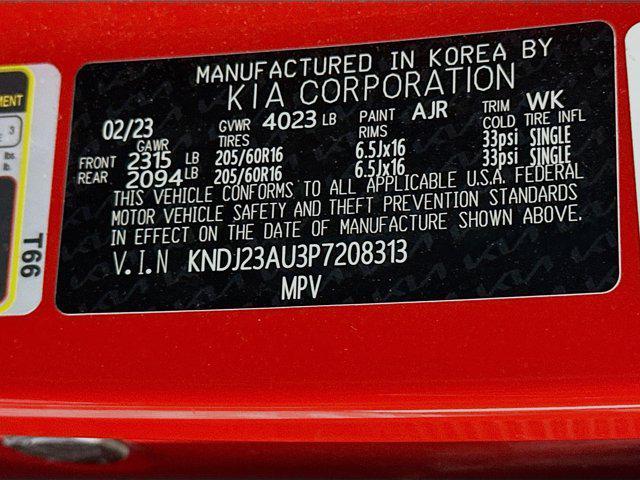 MANUFACTURED IN KOREA BY
KIA CORPORATION
02/23 GVWR 4023 LB PAINT AJR TRIM WK
GAWR TIRES RIMS COLD TIRE INFL
FRONT 2315 LB 205/60R16 6.5Jx16 33psi SINGLE
REAR 2094 LB 205/60R16 6.5Jx16 33psi SINGLE
THIS VEHICLE CONFORMS TO ALL APPLICABLE U.S.A. FEDERAL
MOTOR VEHICLE SAFETY AND THEFT PREVENTION STANDARDS
IN EFFECT ON THE DATE OF MANUFACTURE SHOWN ABOVE.
V.I.N KNDJ23AU3P7208313
MPV
3
lbs.
lb.
T66